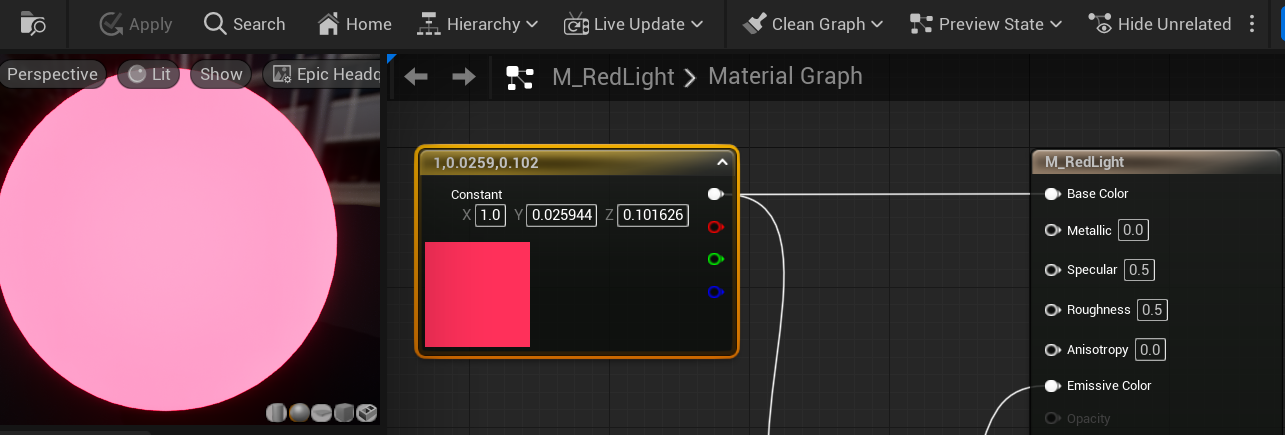 Apply Search Home Hierarchy Live Update Clean Graph Preview State Hide Unrelated
Perspective Lit Show Epic Headc
M_RedLight Material Graph
1,0.0259,0.102
Constant
X 1.0 Y 0.025944 Z 0.101626
M_RedLight
Base Color
Metallic 0.0
Specular 0.5
Roughness 0.5
Anisotropy 0.0
Emissive Color
Opacity